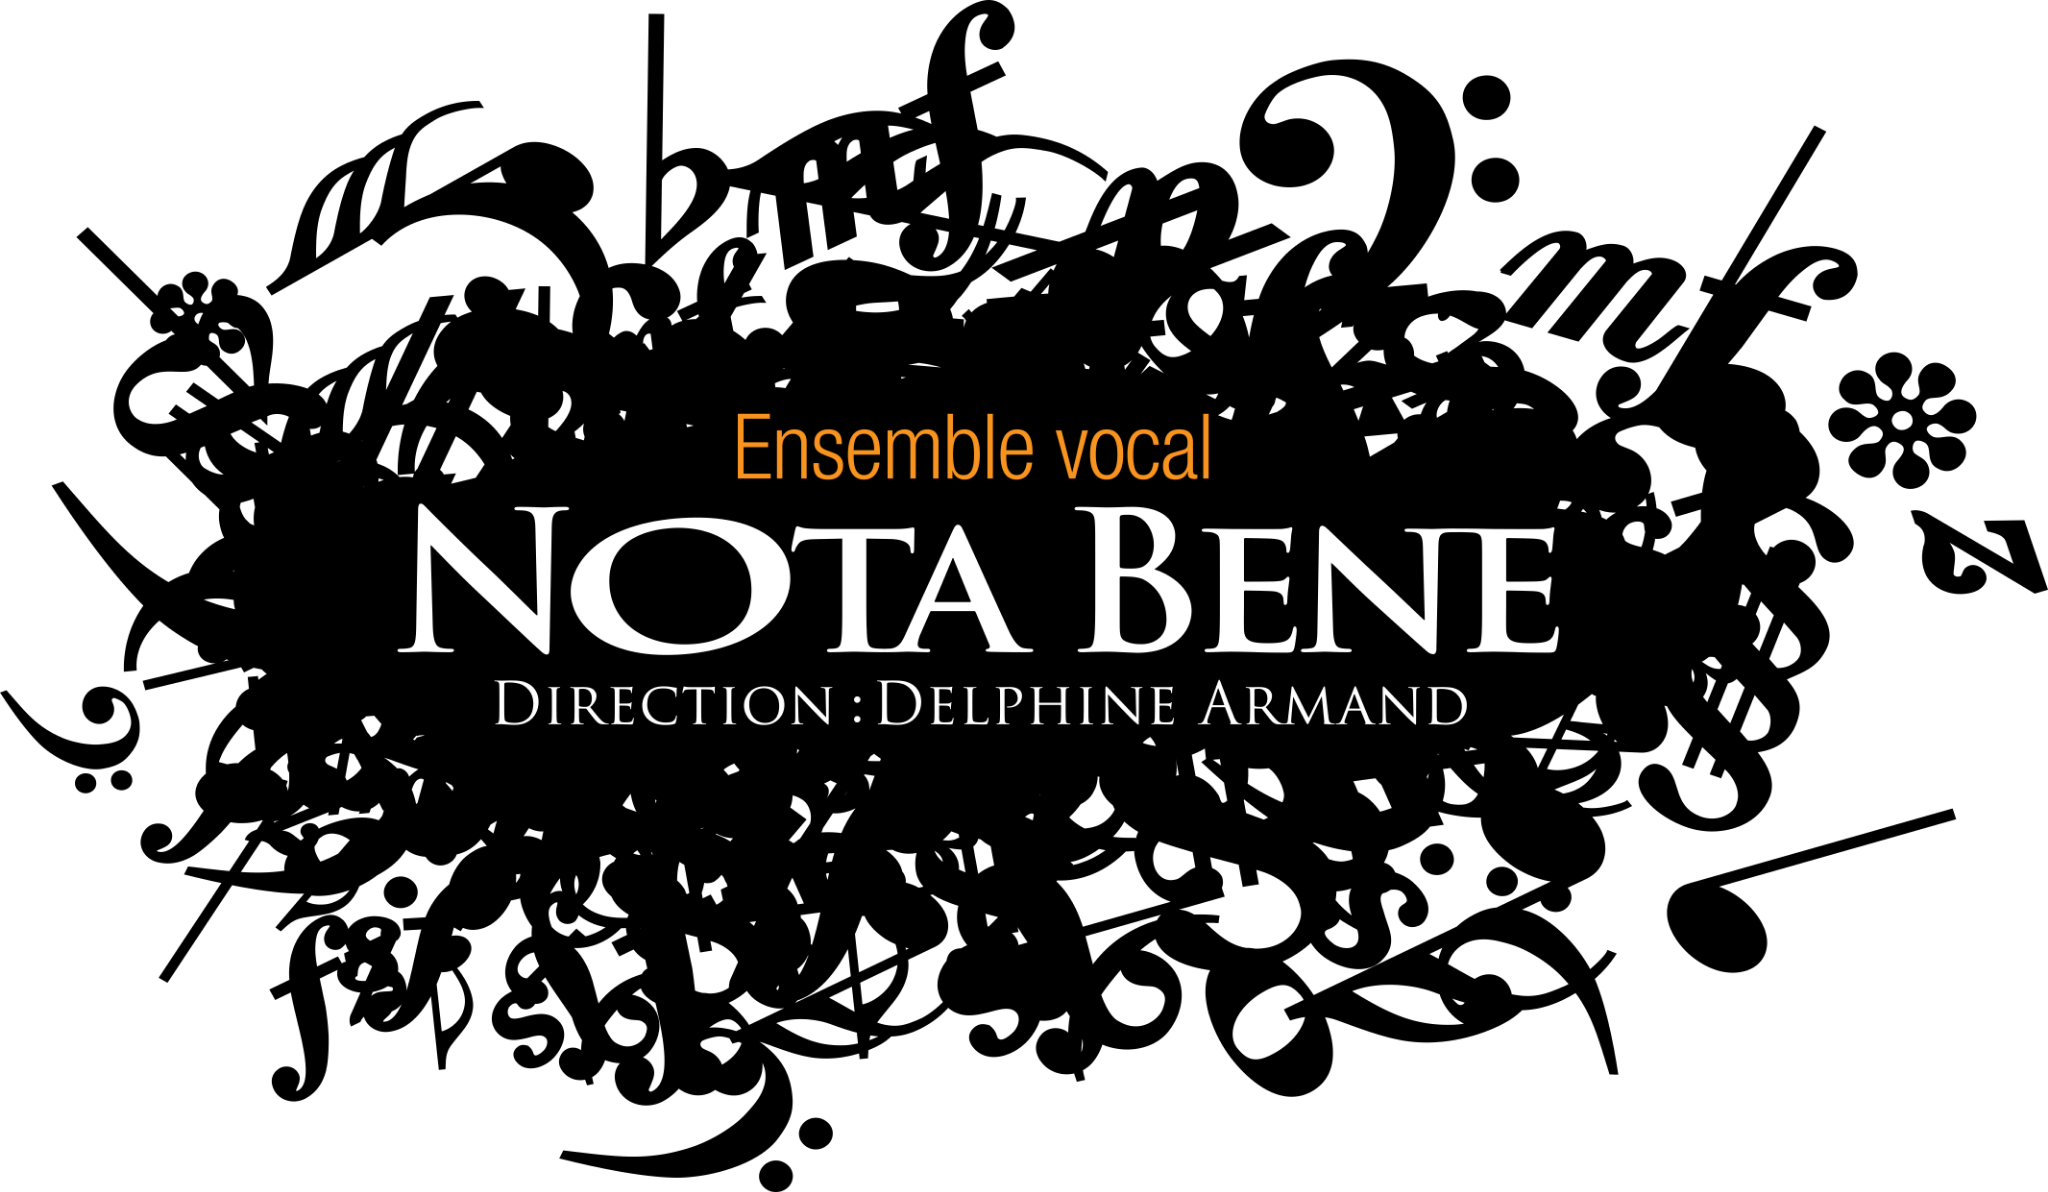 Ensemble vocal
NOTA BENE
DIRECTION : DELPHINE ARMAND